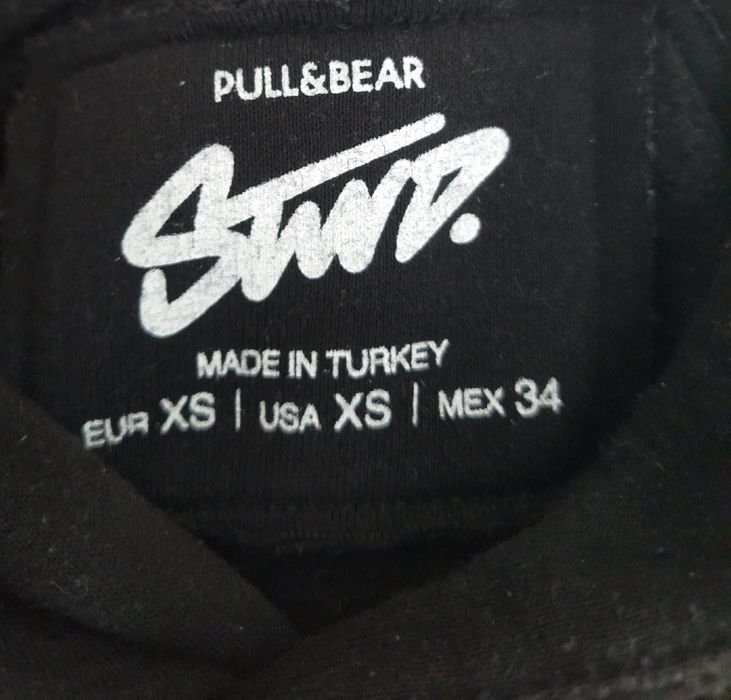 PULL&BEAR
STWD.
MADE IN TURKEY
EUR XS | USA XS | MEX 34